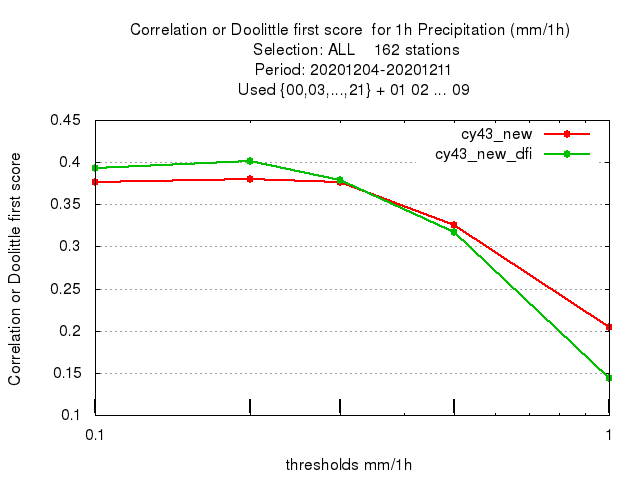 Correlation or Doolittle first score  for 1h Precipitation (mm/1h)
Selection: ALL    162 stations
Period: 20201204-20201211
Used {00,03,...,21} + 01 02 ... 09
cy43_new
cy43_new_dfi
Correlation or Doolittle first score
0.45
0.4
0.35
0.3
0.25
0.2
0.15
0.1
0.1
1
thresholds mm/1h